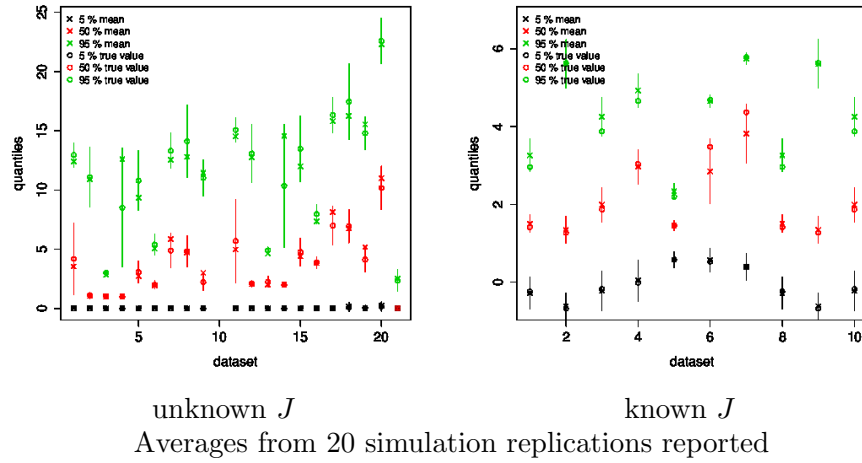 5 % mean
50 % mean
95 % mean
5 % true value
50 % true value
95 % true value
quantiles
0 5 10 15 20 25
5 10 15 20
dataset
5 % mean
50 % mean
95 % mean
5 % true value
50 % true value
95 % true value
quantiles
0 2 4 6
2 4 6 8 10
dataset
unknown J
known J
Averages from 20 simulation replications reported